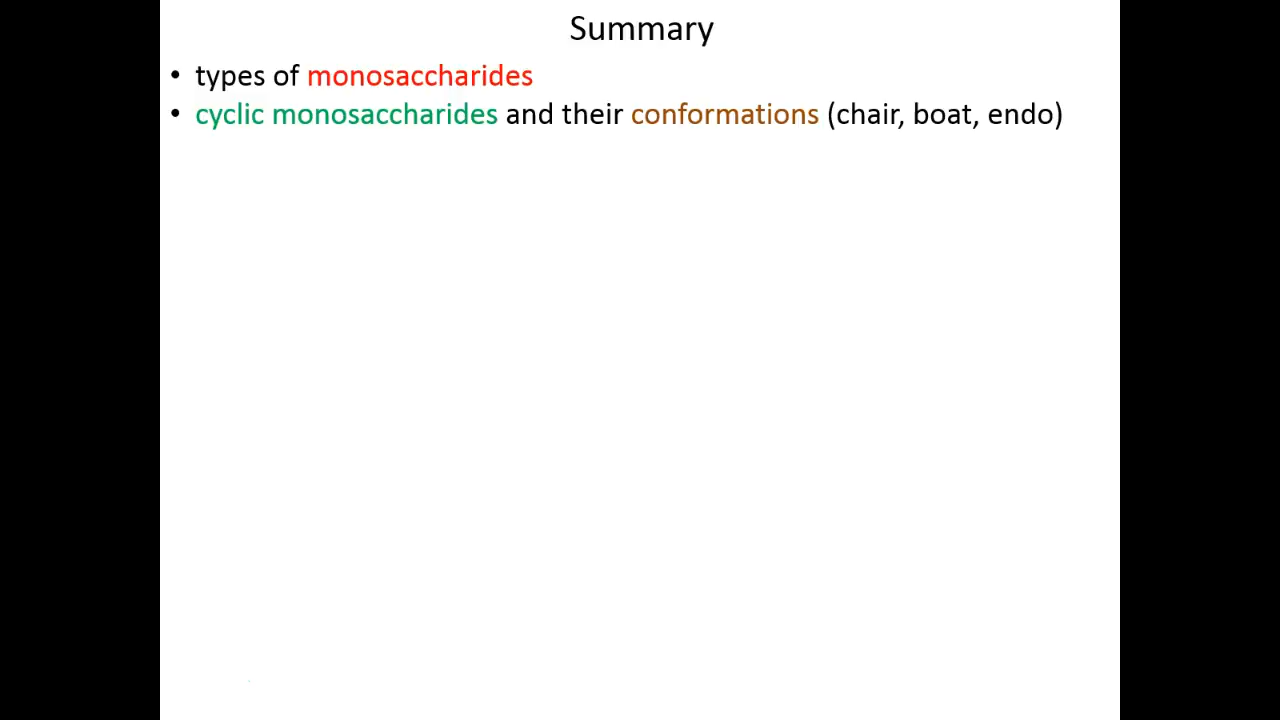 Summary
• types of monosaccharides
• cyclic monosaccharides and their conformations (chair, boat, endo)